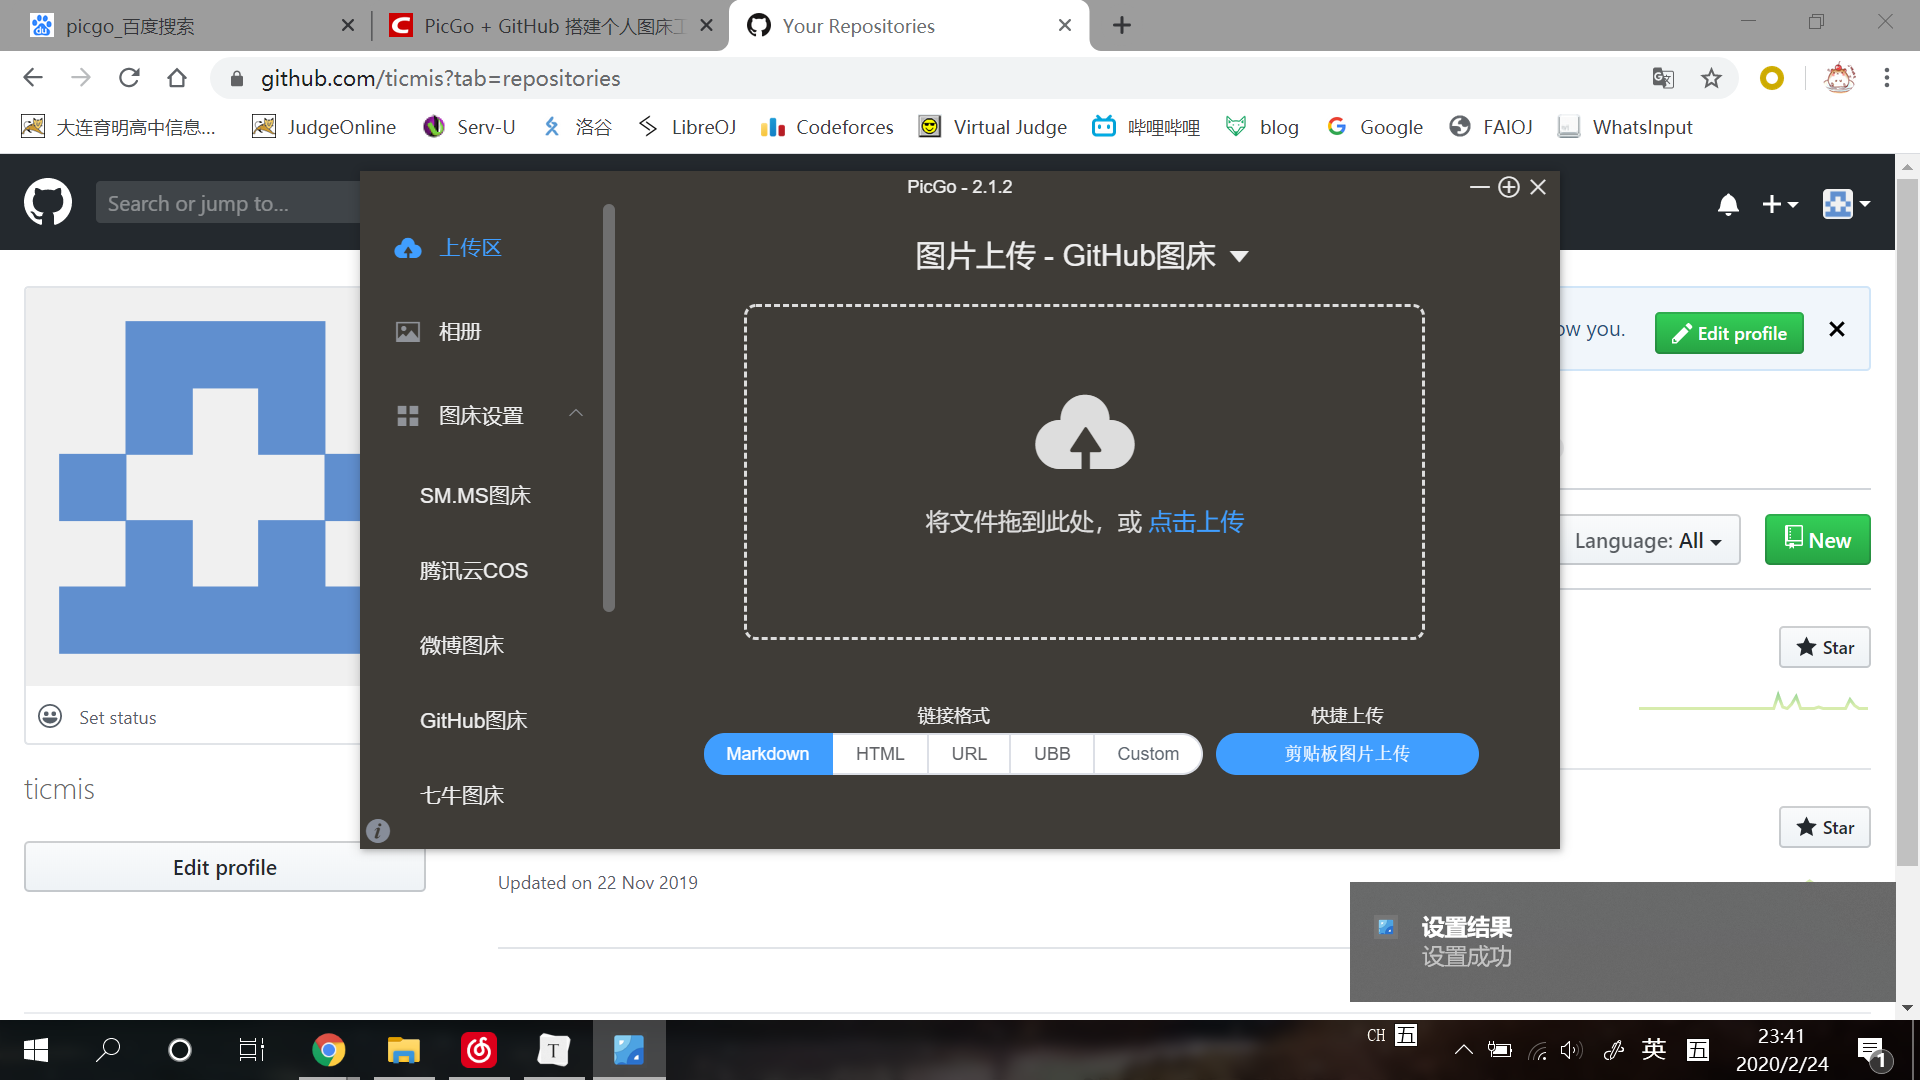 picgo_百度搜索
PicGo + GitHub 搭建个人图床工
Your Repositories
github.com/ticmis?tab=repositories
大连育明高中信息...
JudgeOnline
Serv-U
洛谷
LibreOJ
Codeforces
Virtual Judge
哔哩哔哩
blog
Google
FAIOJ
WhatsInput
Search or jump to...
PicGo - 2.1.2
上传区
相册
图床设置
SM.MS图床
腾讯云COS
微博图床
GitHub图床
七牛图床
图片上传 - GitHub图床
将文件拖到此处，或 点击上传
链接格式
快捷上传
Markdown
HTML
URL
UBB
Custom
剪贴板图片上传
ow you.
Edit profile
Language: All
New
Star
Star
Set status
ticmis
Edit profile
Updated on 22 Nov 2019
设置结果
设置成功
CH 五
英
五
23:41
2020/2/24
1